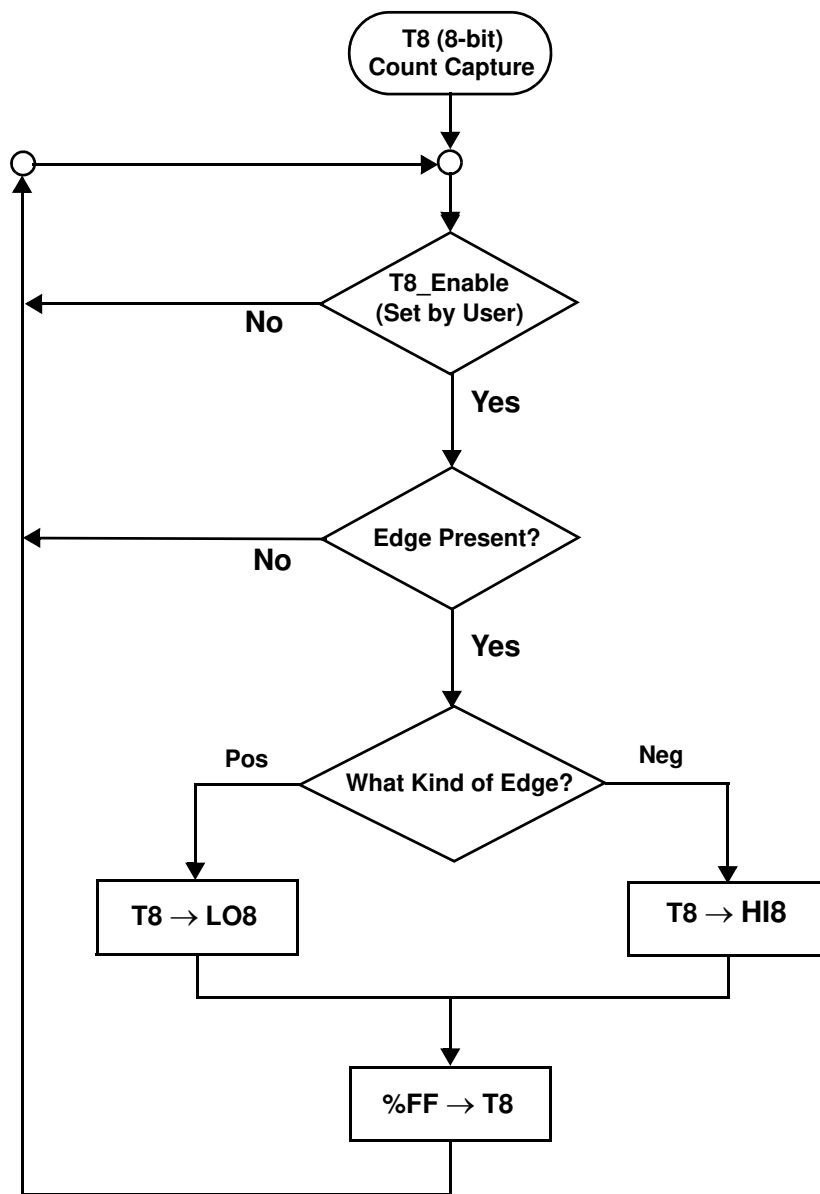 T8 (8-bit)
Count Capture
T8_Enable
(Set by User)
No
Yes
Edge Present?
No
Yes
Pos
Neg
What Kind of Edge?
T8 → LO8
T8 → HI8
%FF → T8